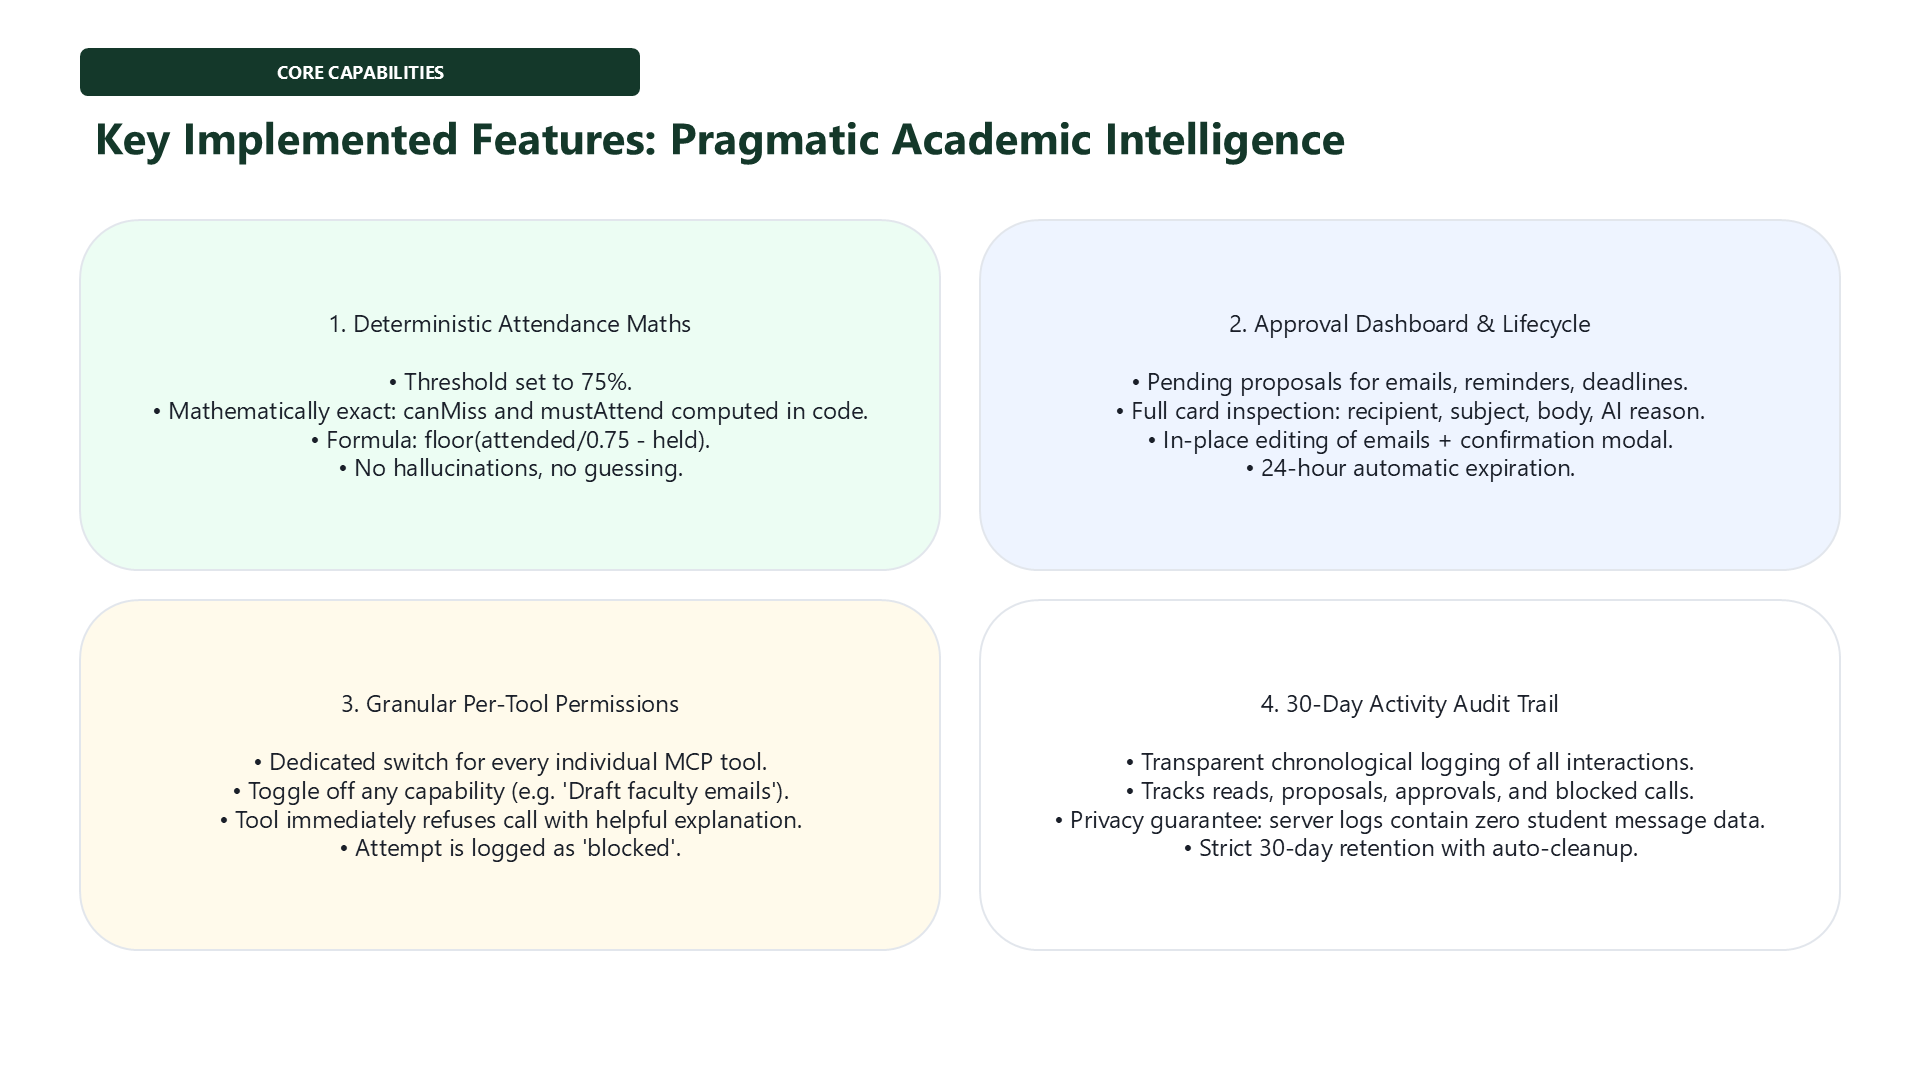 CORE CAPABILITIES
Key Implemented Features: Pragmatic Academic Intelligence
1. Deterministic Attendance Maths
• Threshold set to 75%.
• Mathematically exact: canMiss and mustAttend computed in code.
• Formula: floor(attended/0.75 - held).
• No hallucinations, no guessing.
2. Approval Dashboard & Lifecycle
• Pending proposals for emails, reminders, deadlines.
• Full card inspection: recipient, subject, body, AI reason.
• In-place editing of emails + confirmation modal.
• 24-hour automatic expiration.
3. Granular Per-Tool Permissions
• Dedicated switch for every individual MCP tool.
• Toggle off any capability (e.g. 'Draft faculty emails').
• Tool immediately refuses call with helpful explanation.
• Attempt is logged as 'blocked'.
4. 30-Day Activity Audit Trail
• Transparent chronological logging of all interactions.
• Tracks reads, proposals, approvals, and blocked calls.
• Privacy guarantee: server logs contain zero student message data.
• Strict 30-day retention with auto-cleanup.